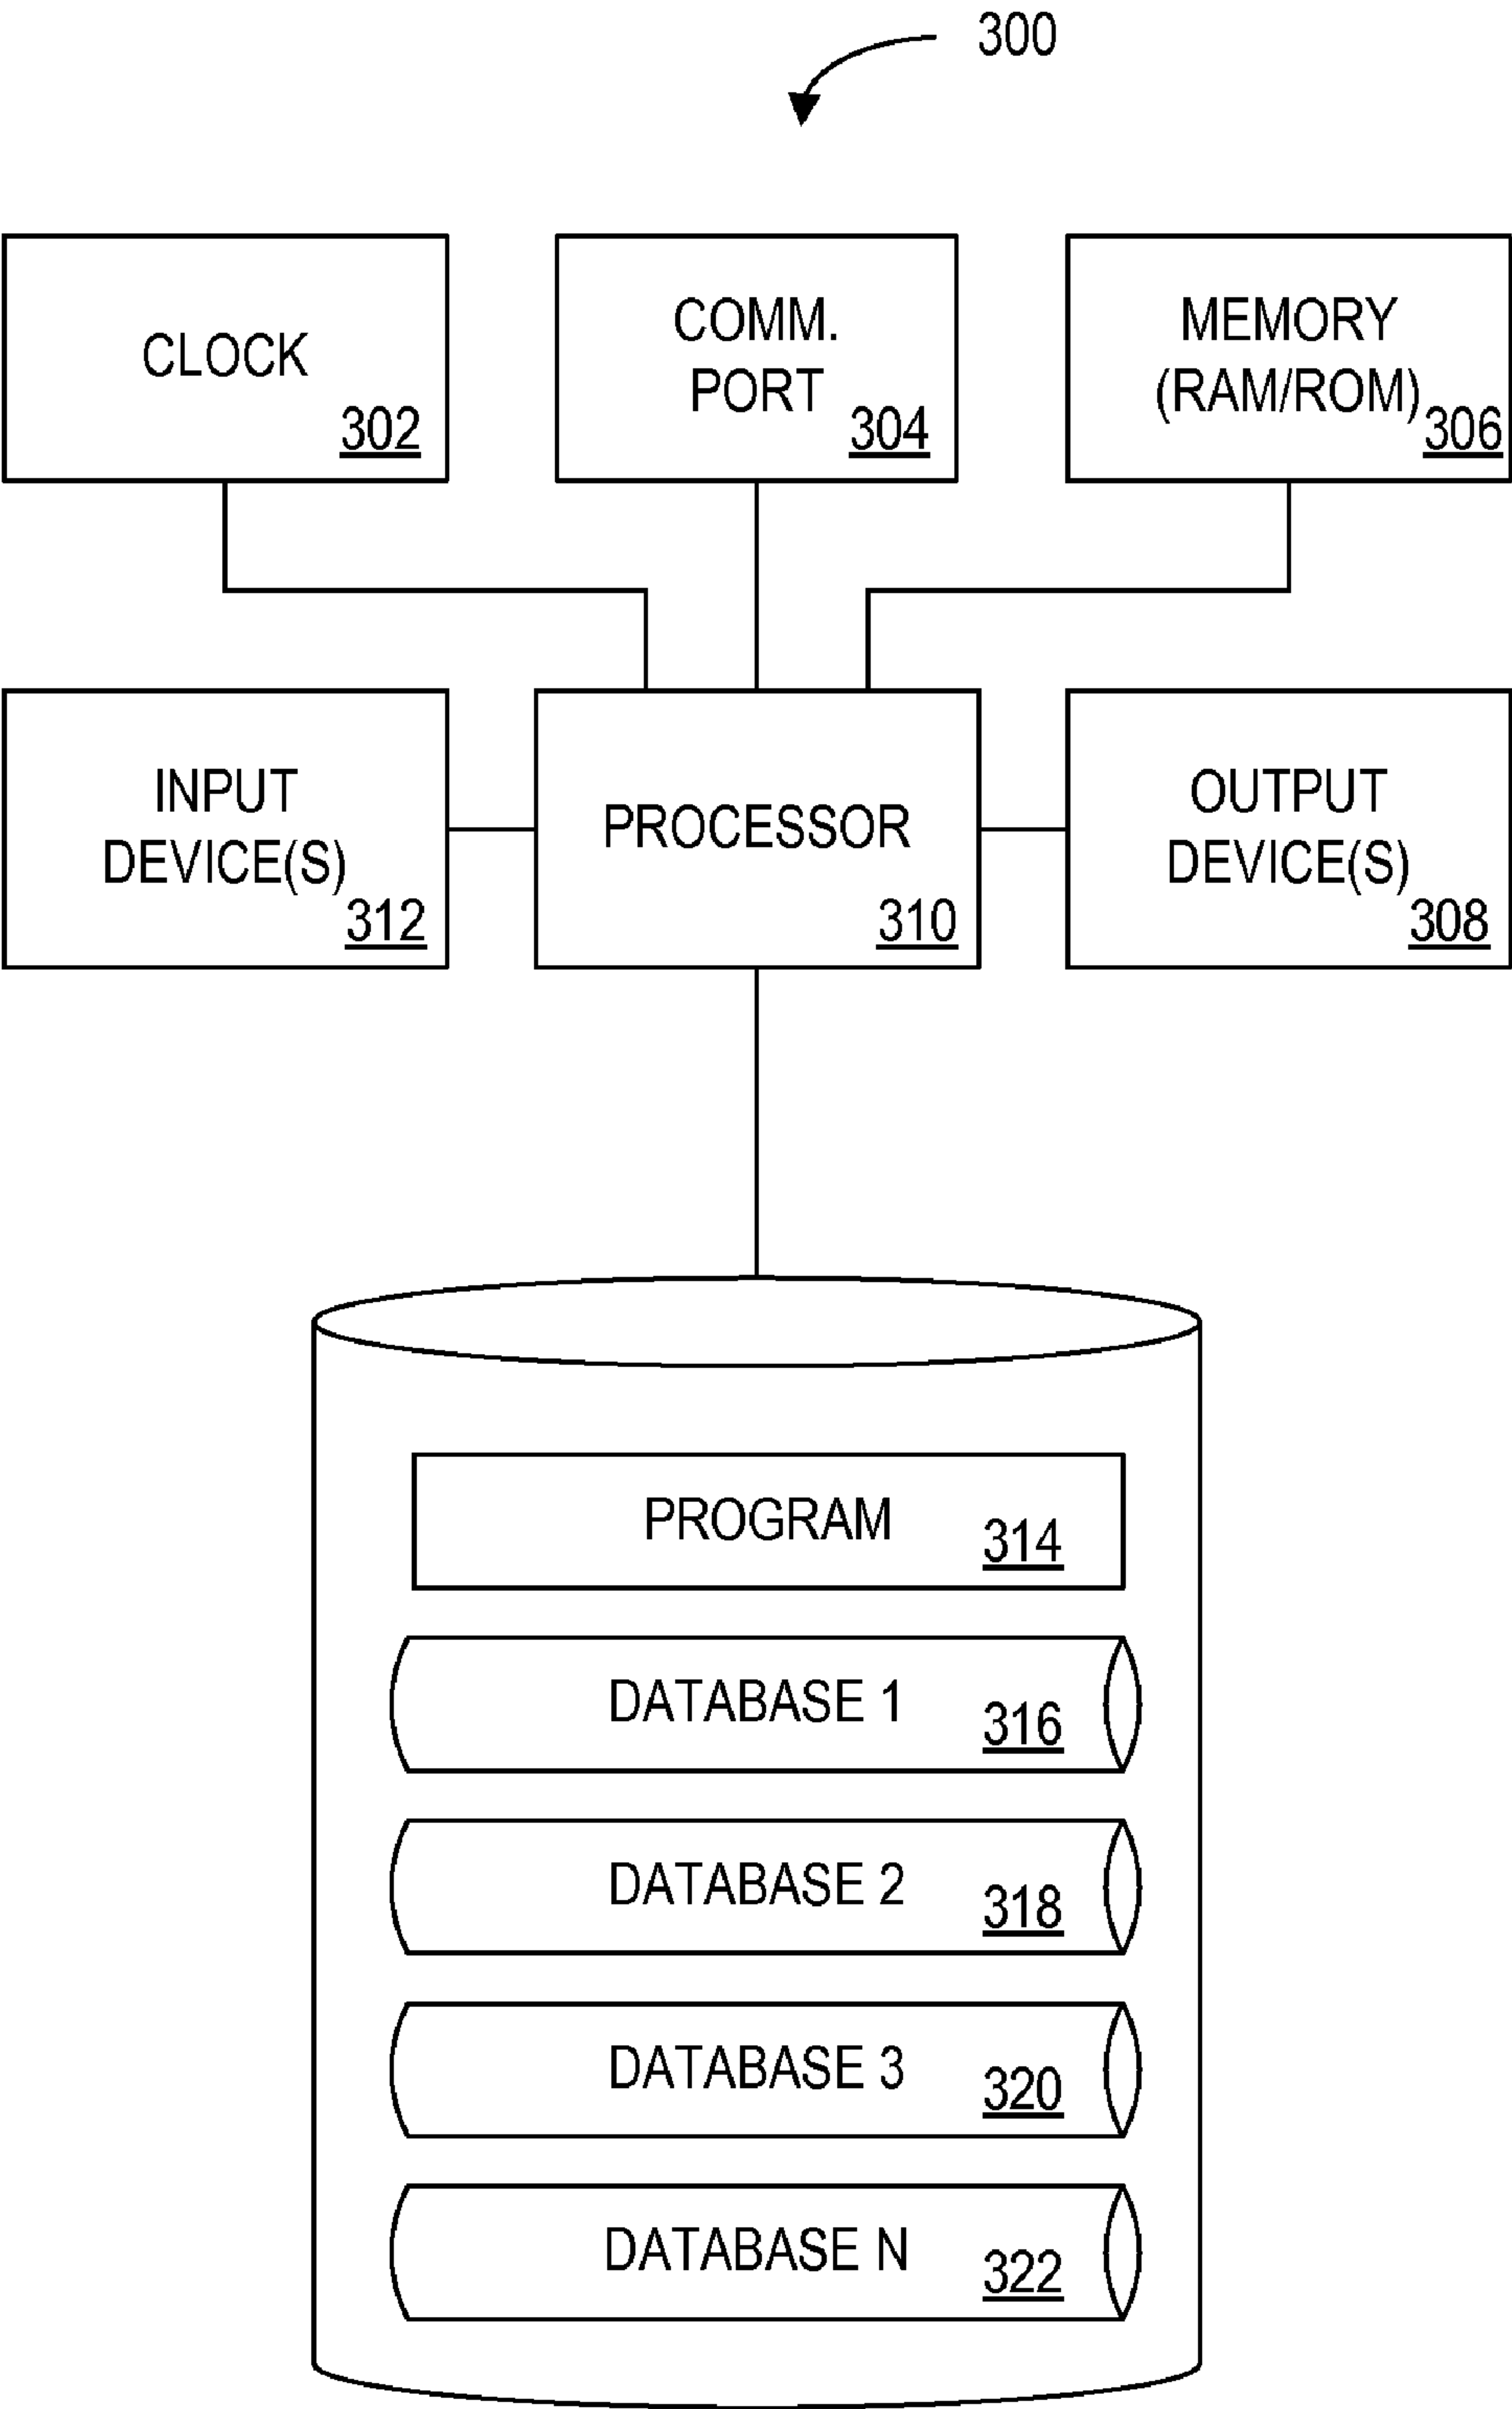 300
CLOCK
302
COMM.
PORT
304
MEMORY
(RAM/ROM)
306
INPUT
DEVICE(S)
312
PROCESSOR
310
OUTPUT
DEVICE(S)
308
PROGRAM
314
DATABASE 1
316
DATABASE 2
318
DATABASE 3
320
DATABASE N
322